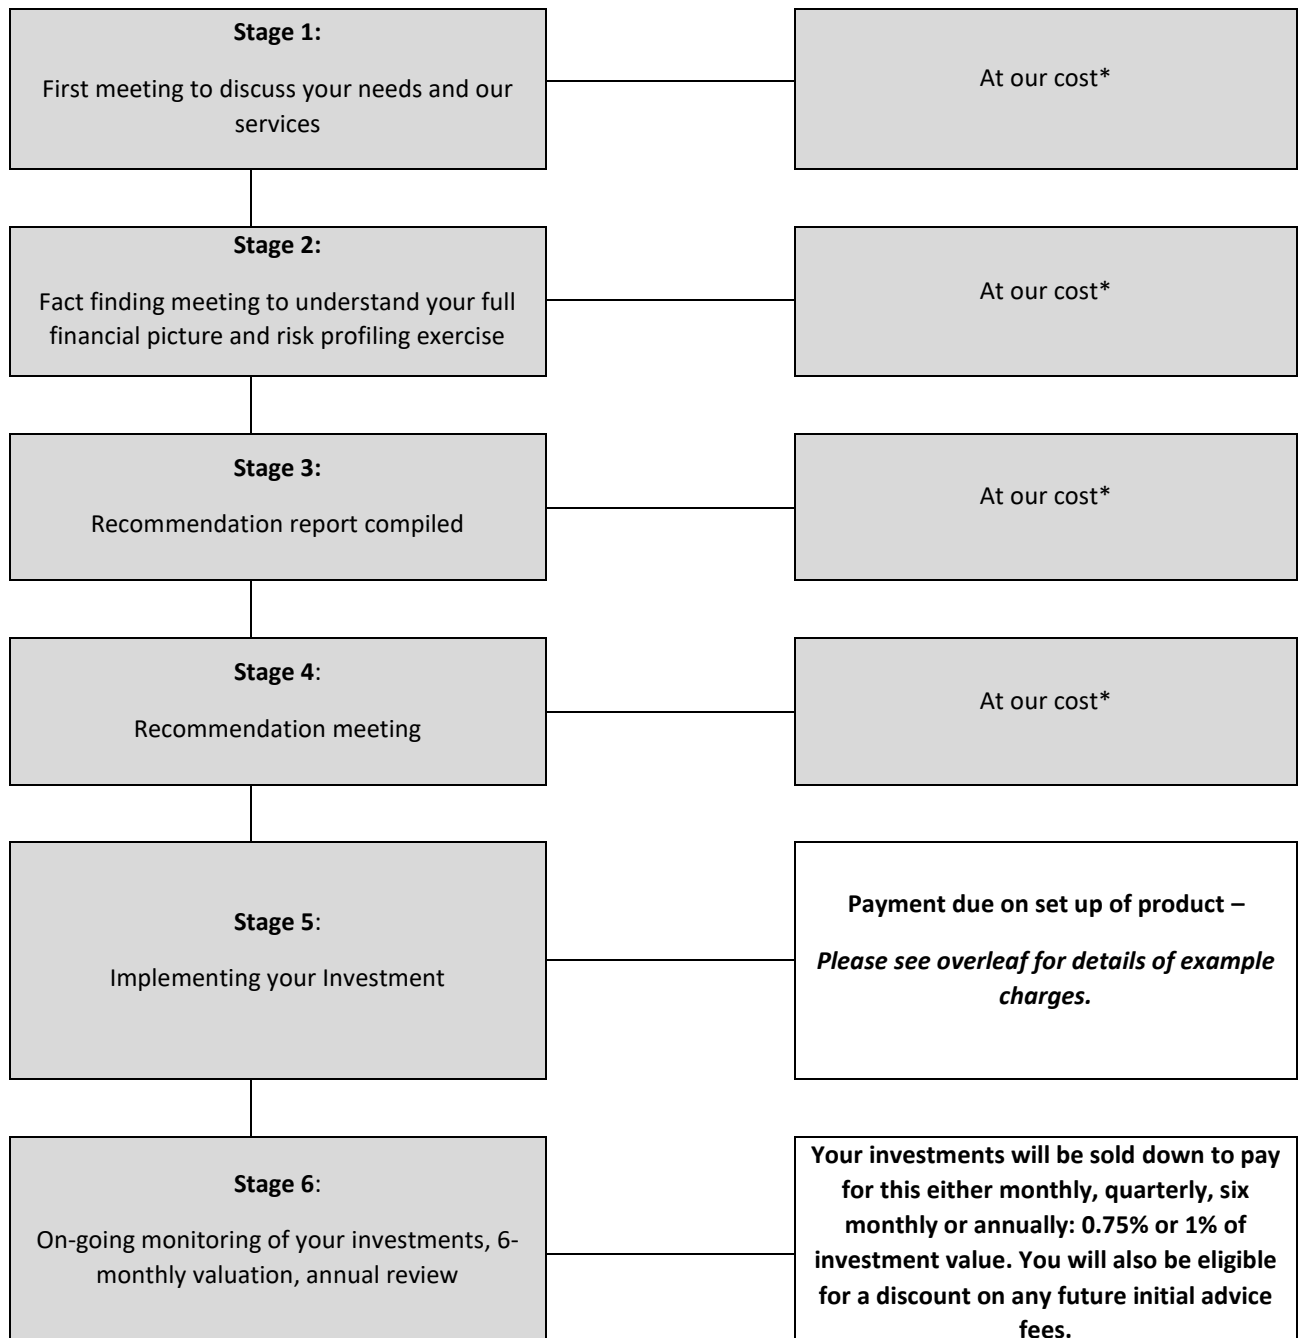 Stage 1:
First meeting to discuss your needs and our
services
At our cost*
Stage 2:
Fact finding meeting to understand your full
financial picture and risk profiling exercise
At our cost*
Stage 3:
Recommendation report compiled
At our cost*
Stage 4:
Recommendation meeting
At our cost*
Stage 5:
Implementing your Investment
Payment due on set up of product –
Please see overleaf for details of example
charges.
Stage 6:
On-going monitoring of your investments, 6-
monthly valuation, annual review
Your investments will be sold down to pay
for this either monthly, quarterly, six
monthly or annually: 0.75% or 1% of
investment value. You will also be eligible
for a discount on any future initial advice
fees.